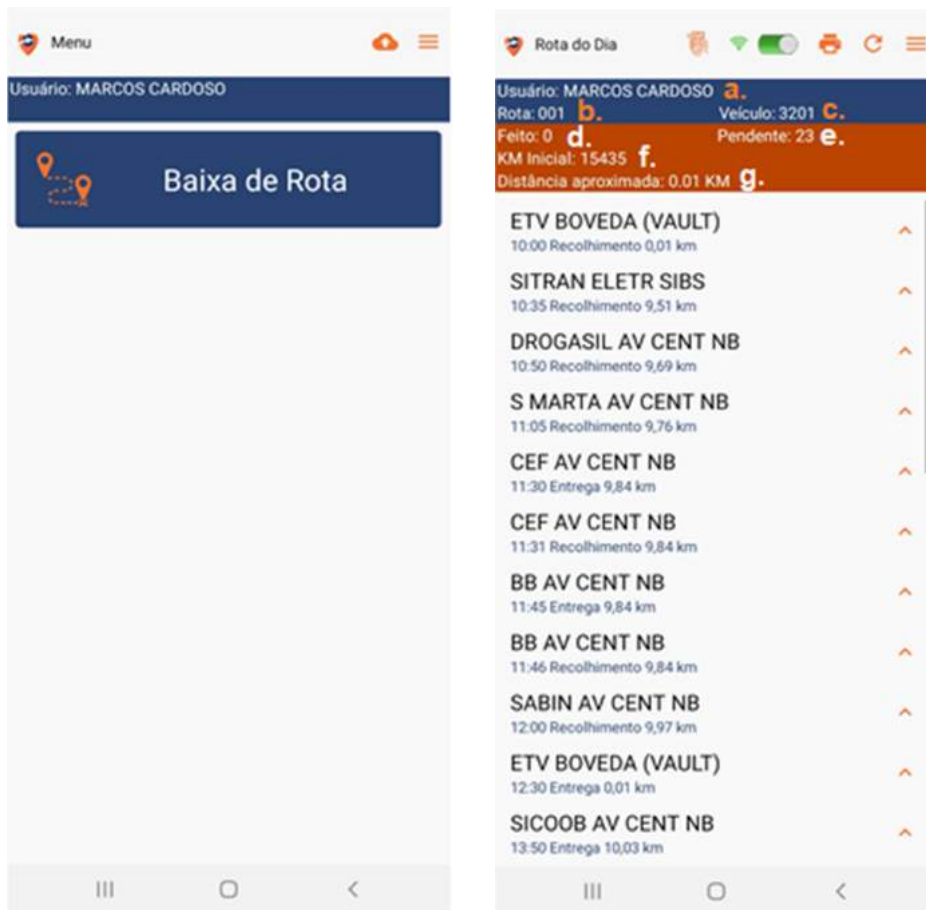 Menu
Usuário: MARCOS CARDOSO
Baixa de Rota
Rota do Dia
Usuário: MARCOS CARDOSO a.
Rota: 001 b. Veículo: 3201 c.
Feito: 0 d. Pendente: 23 e.
KM Inicial: 15435 f.
Distância aproximada: 0.01 KM g.
ETV BOVEDA (VAULT)
10:00 Recolhimento 0,01 km
SITRAN ELETR SIBS
10:35 Recolhimento 9,51 km
DROGASIL AV CENT NB
10:50 Recolhimento 9,69 km
S MARTA AV CENT NB
11:05 Recolhimento 9,76 km
CEF AV CENT NB
11:30 Entrega 9,84 km
CEF AV CENT NB
11:31 Recolhimento 9,84 km
BB AV CENT NB
11:45 Entrega 9,84 km
BB AV CENT NB
11:46 Recolhimento 9,84 km
SABIN AV CENT NB
12:00 Recolhimento 9,97 km
ETV BOVEDA (VAULT)
12:30 Entrega 0,01 km
SICOOB AV CENT NB
13:50 Entrega 10,03 km